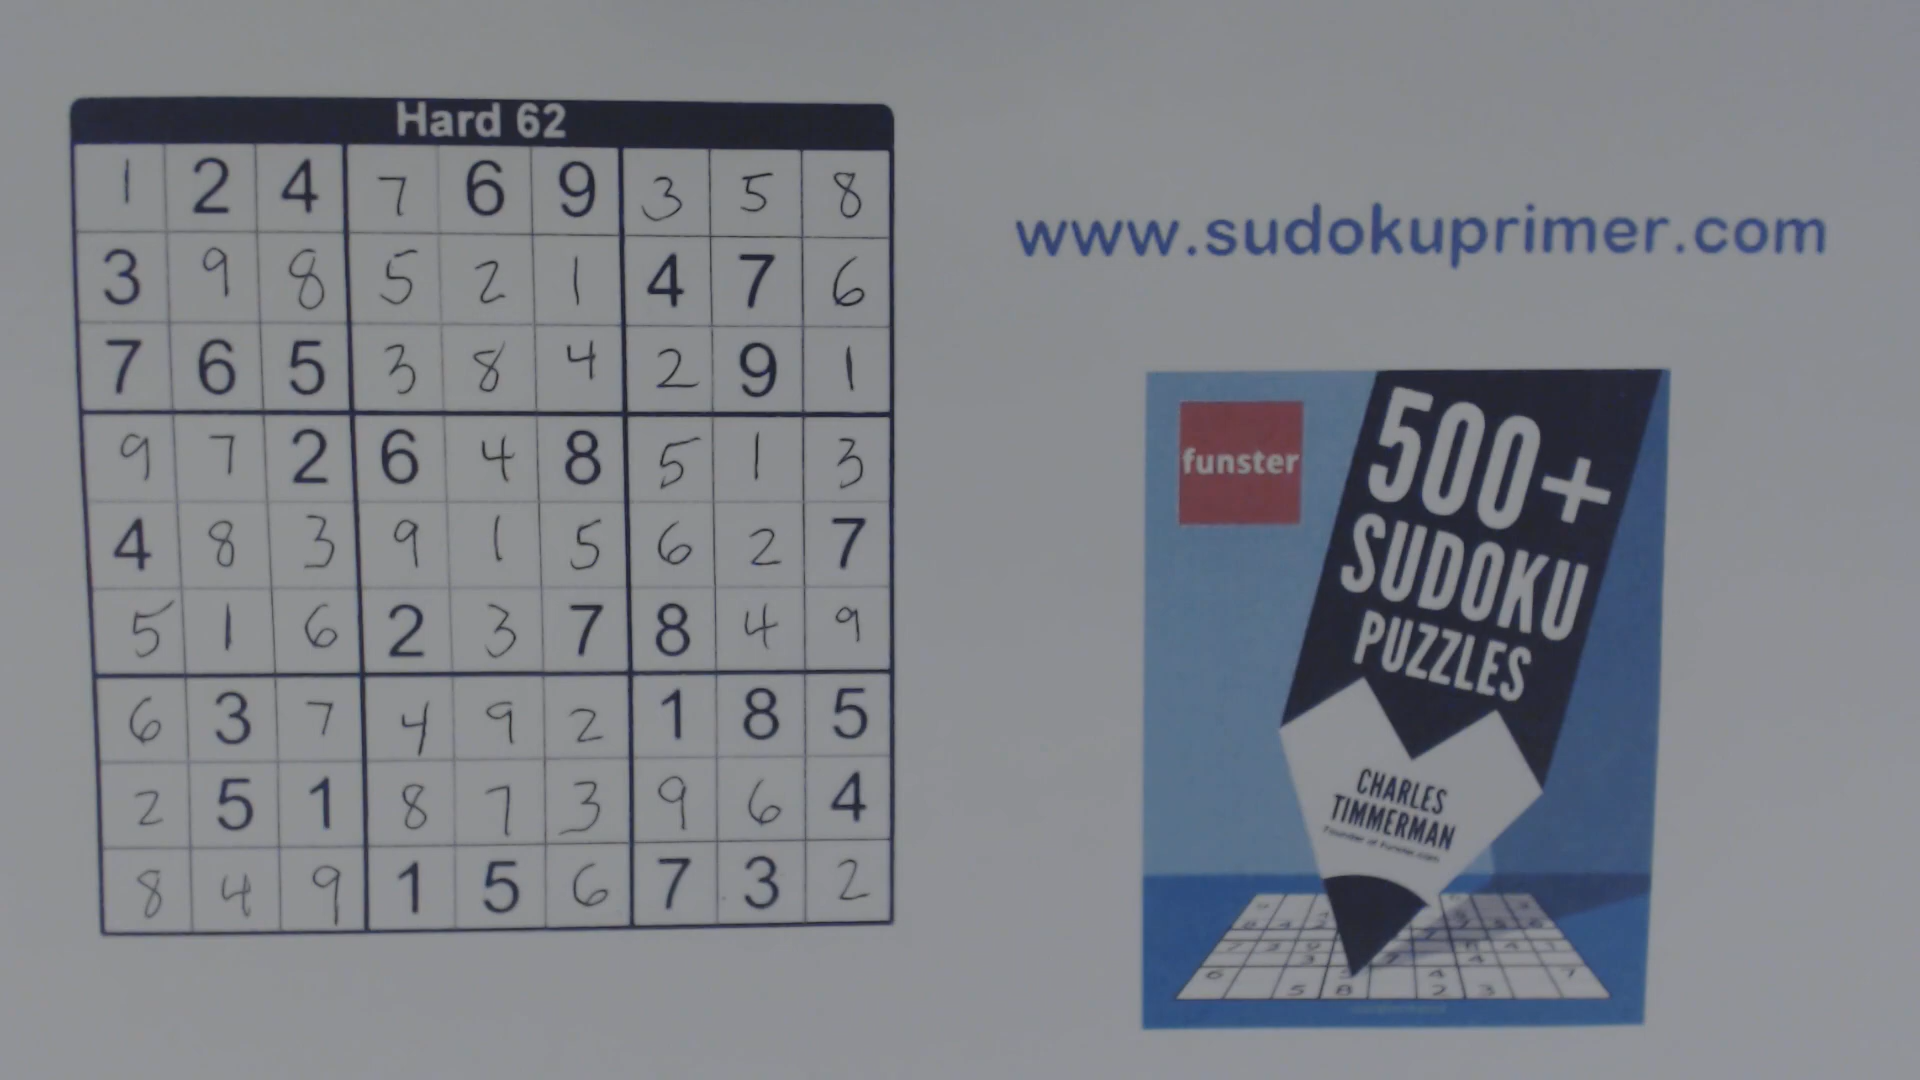 Hard 62
1 2 4 7 6 9 3 5 8
3 9 8 5 2 1 4 7 6
7 6 5 3 8 4 2 9 1
9 7 2 6 4 8 5 1 3
4 8 3 9 1 5 6 2 7
5 1 6 2 3 7 8 4 9
6 3 7 4 9 2 1 8 5
2 5 1 8 7 3 9 6 4
8 4 9 1 5 6 7 3 2
www.sudokuprimer.com
funster
500+
SUDOKU
PUZZLES
CHARLES
TIMMERMAN
Founder of Funster.com